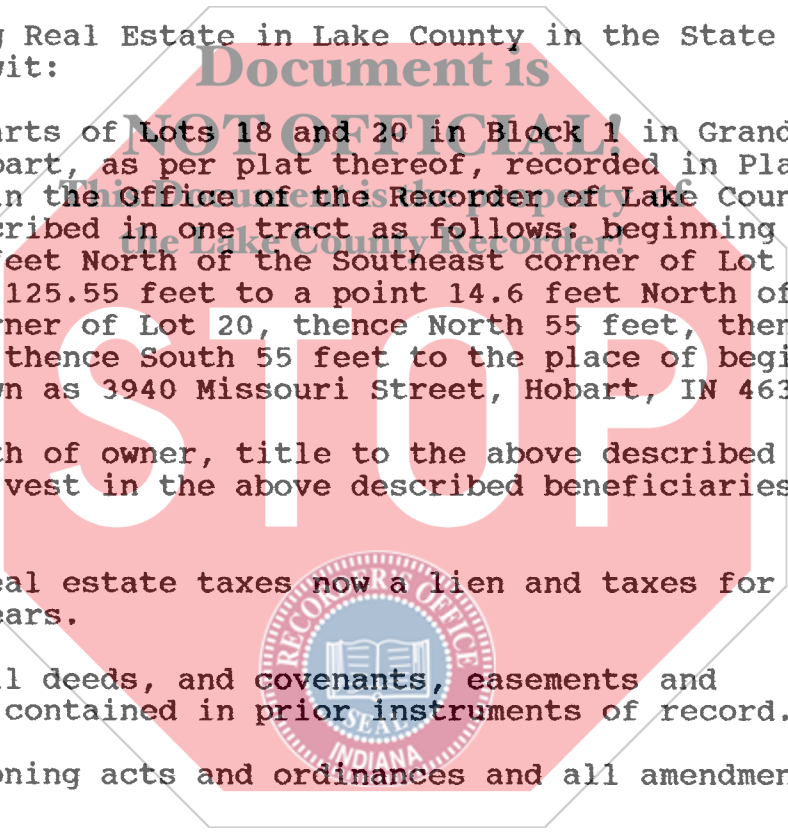 g Real Estate in Lake County in the State
wit:
Document is
arts of Lots 18 and 20 in Block 1 in Grand
NOT OFFICIAL!
bart, as per plat thereof, recorded in Pla
in the Office of the Recorder of Lake Coun
This Document is the property of
cribed in one tract as follows: beginning
the Lake County Recorder!
feet North of the Southeast corner of Lot
125.55 feet to a point 14.6 feet North of
rner of Lot 20, thence North 55 feet, then
thence South 55 feet to the place of begi
wn as 3940 Missouri Street, Hobart, IN 463
STOP
th of owner, title to the above described
vest in the above described beneficiaries
eal estate taxes now a lien and taxes for
ears.
RECORDER'S OFFICE
ll deeds, and covenants, easements and
contained in prior instruments of record.
SEAL
INDIANA
oning acts and ordinances and all amendmen